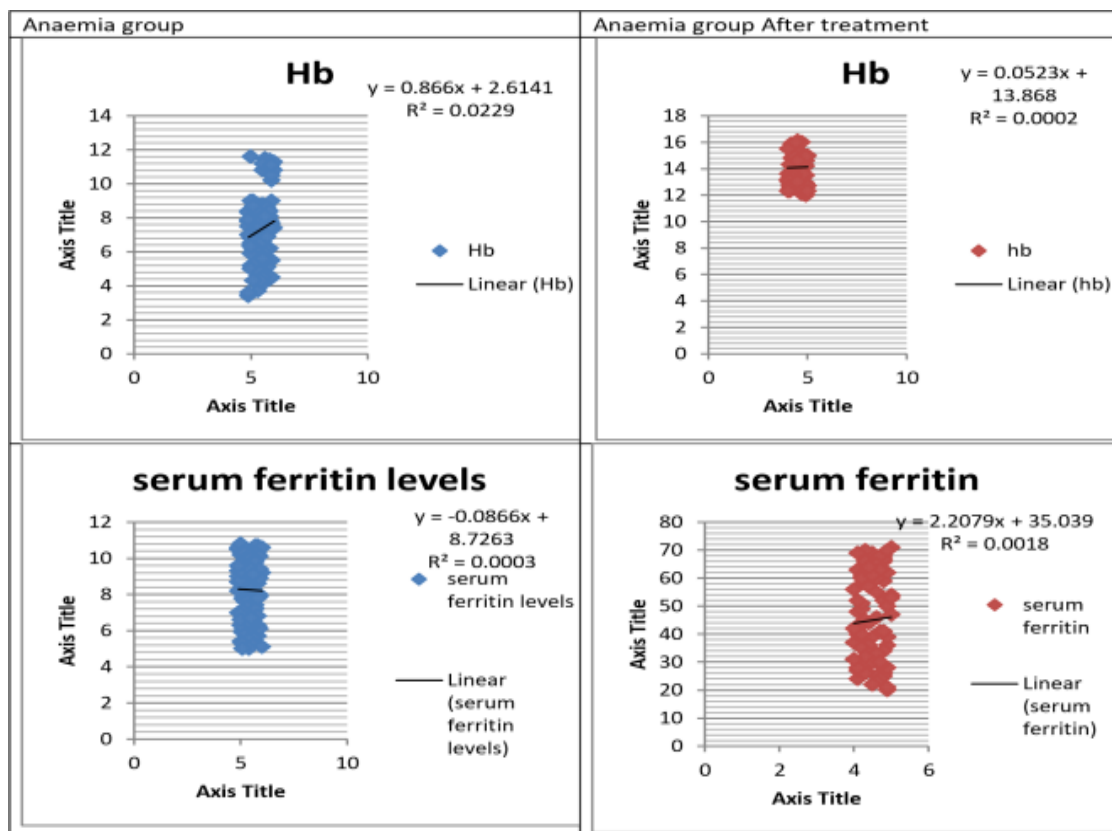 Anaemia group
Anaemia group After treatment
Hb
y = 0.866x + 2.6141
R² = 0.0229
14
12
10
8
6
4
2
0
Axis Title
0
5
10
Axis Title
Hb
Linear (Hb)
Hb
y = 0.0523x +
13.868
R² = 0.0002
18
16
14
12
10
8
6
4
2
0
Axis Title
0
5
10
Axis Title
hb
Linear (hb)
serum ferritin levels
y = -0.0866x +
8.7263
R² = 0.0003
12
10
8
6
4
2
0
Axis Title
0
5
10
Axis Title
serum
ferritin levels
Linear
(serum
ferritin
levels)
serum ferritin
y = 2.2079x + 35.039
R² = 0.0018
80
70
60
50
40
30
20
10
0
Axis Title
0
2
4
6
Axis Title
serum
ferritin
Linear
(serum
ferritin)